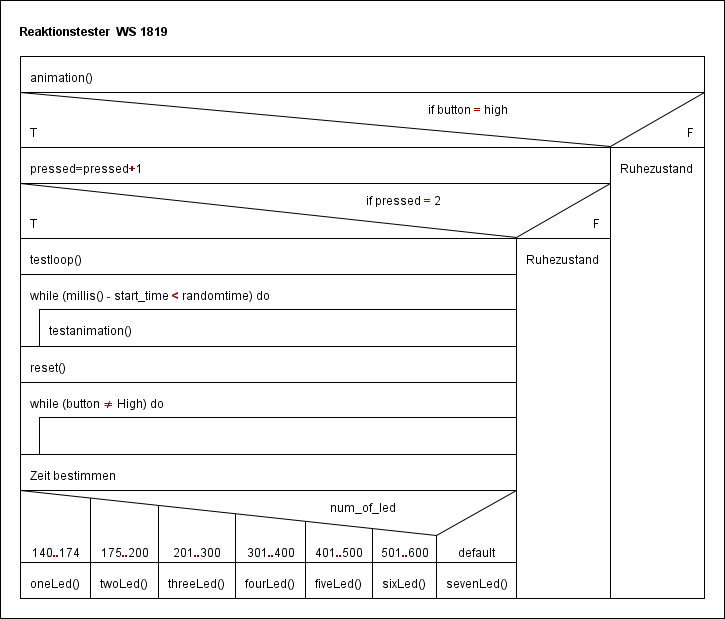 Reaktionstester WS 1819
animation()
if button = high
T F
pressed=pressed+1 Ruhezustand
if pressed = 2
T F
testloop() Ruhezustand
while (millis() - start_time < randomtime) do
testanimation()
reset()
while (button ≠ High) do
Zeit bestimmen
num_of_led
140..174 175..200 201..300 301..400 401..500 501..600 default
oneLed() twoLed() threeLed() fourLed() fiveLed() sixLed() sevenLed()